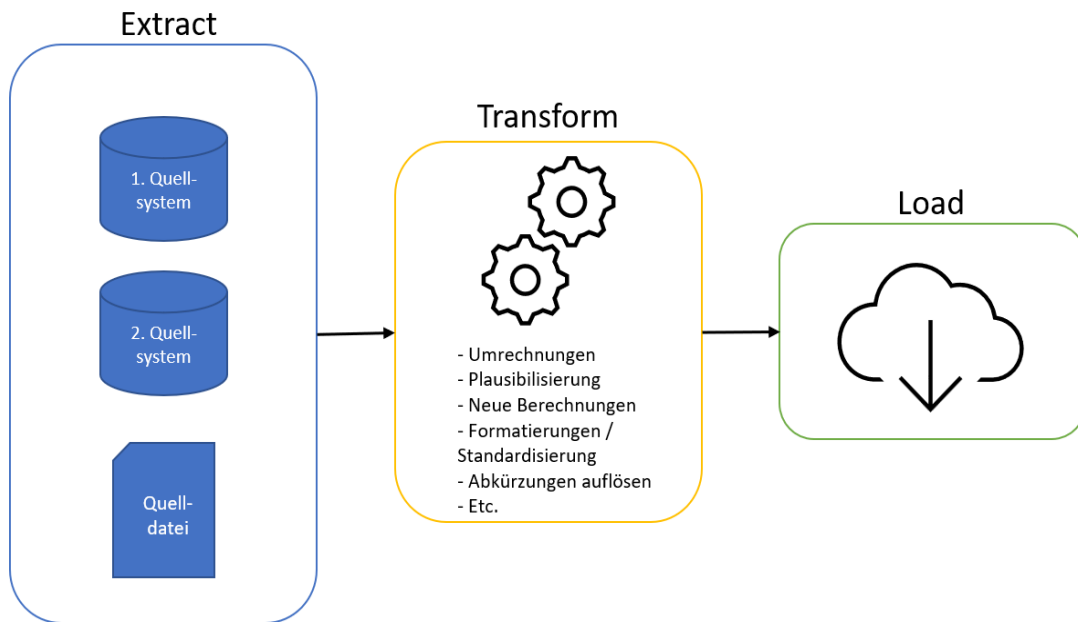 Extract
1. Quell-
system
2. Quell-
system
Quell-
datei
Transform
- Umrechnungen
- Plausibilisierung
- Neue Berechnungen
- Formatierungen /
Standardisierung
- Abkürzungen auflösen
- Etc.
Load